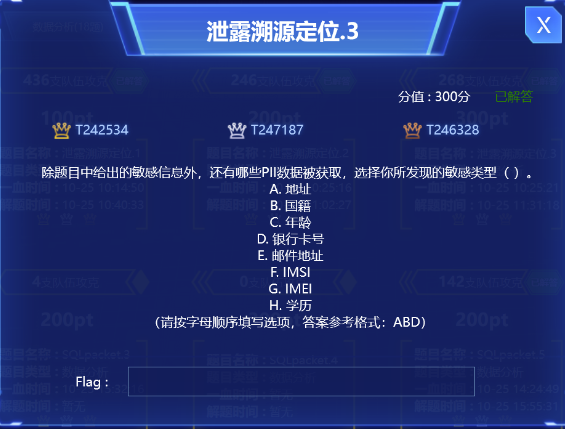 泄露溯源定位.3
X
分值 : 300分
已解答
T242534
T247187
T246328
除题目中给出的敏感信息外，还有哪些PII数据被获取，选择你所发现的敏感类型（ ）。
A. 地址
B. 国籍
C. 年龄
D. 银行卡号
E. 邮件地址
F. IMSI
G. IMEI
H. 学历
（请按字母顺序填写选项，答案参考格式：ABD）
Flag :